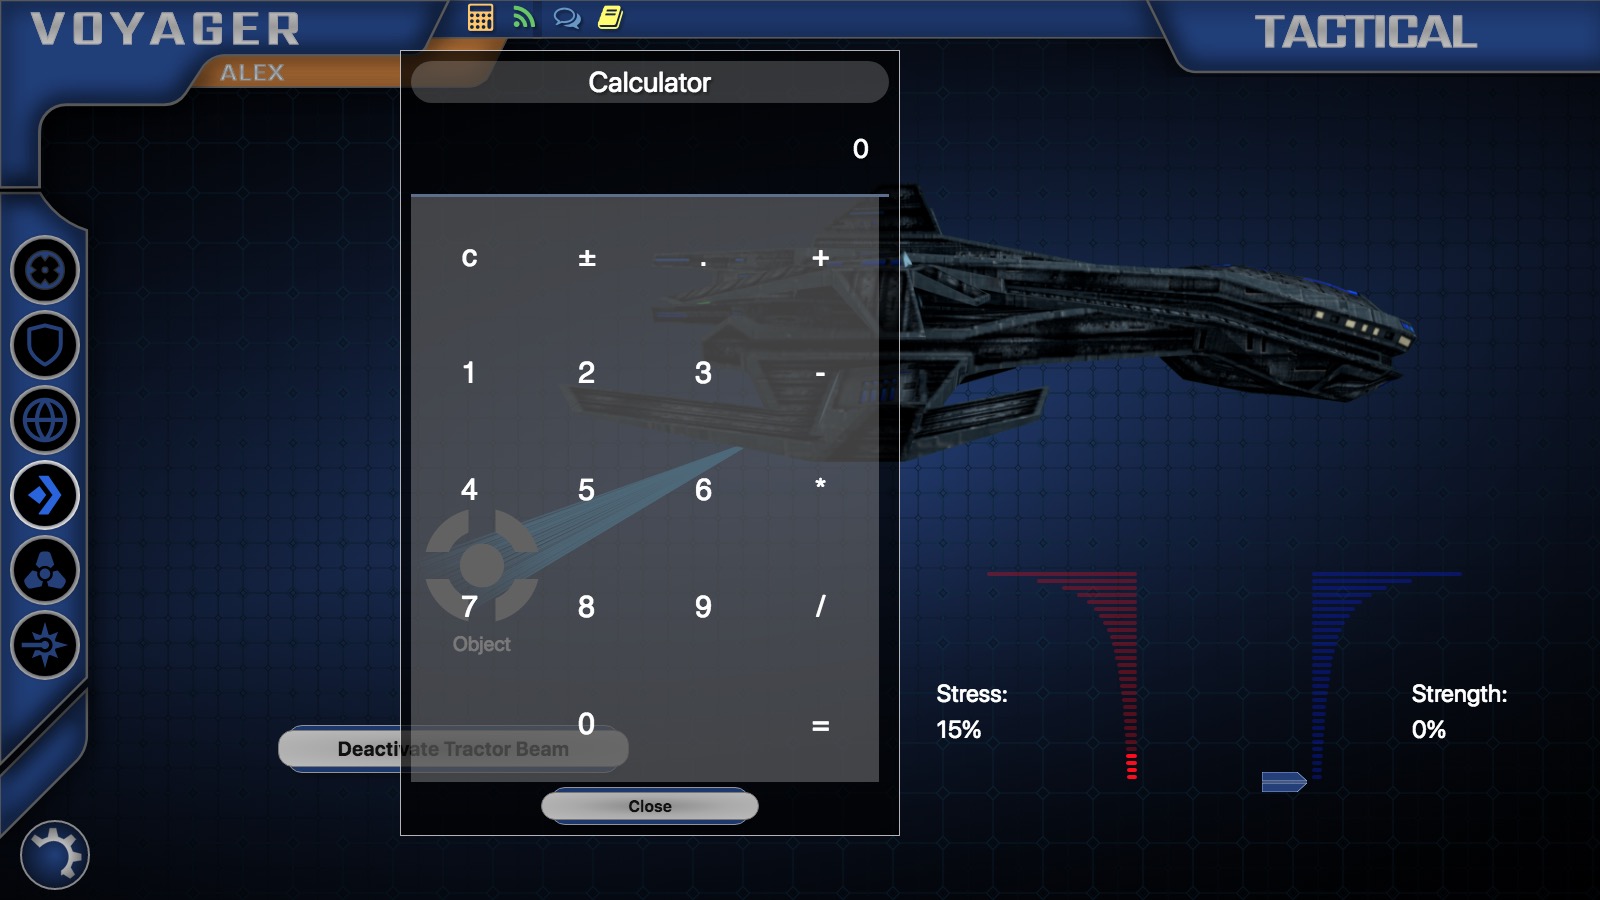 VOYAGER
TACTICAL
ALEX
Calculator
0
c ± . +
1 2 3 -
4 5 6 *
7 8 9 /
Object
0 =
Stress:
15%
Strength:
0%
Deactivate Tractor Beam
Close